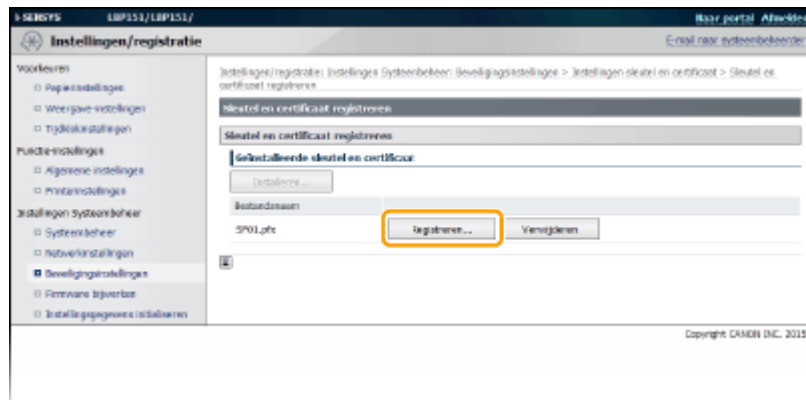 i-SENSYS LBP151/LBP151/ Naar portal Afmelden
Instellingen/registratie E-mail naar systeembeheerder
Voorkeuren
Papierinstellingen
Weergave-instellingen
Tijdklokinstellingen
Functie-instellingen
Algemene instellingen
Printerinstellingen
Instellingen Systeembeheer
Systeembeheer
Netwerkinstellingen
Beveiligingsinstellingen
Firmware bijwerken
Instellingsgegevens initialiseren
Instellingen/registratie: Instellingen Systeembeheer: Beveiligingsinstellingen > Instellingen sleutel en certificaat > Sleutel en
certificaat registreren
Sleutel en certificaat registreren
Sleutel en certificaat registreren
Geïnstalleerde sleutel en certificaat
Installeren...
Bestandsnaam
SP01.pfx Registreren... Verwijderen
Copyright CANON INC. 2015